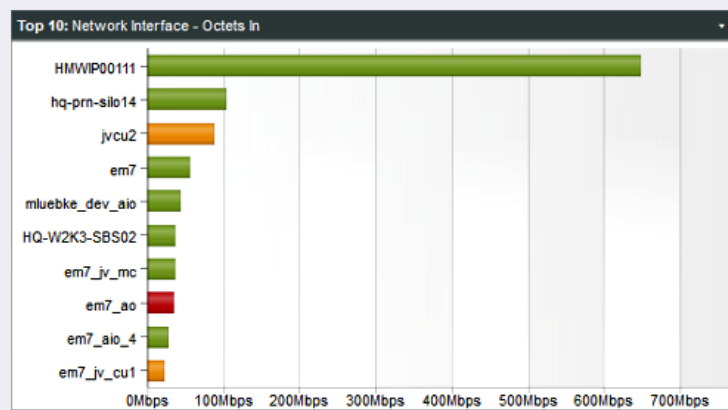 Top 10: Network Interface - Octets In
HMWIP00111
hq-prn-silo14
jvcu2
em7
mluebke_dev_aio
HQ-W2K3-SBS02
em7_jv_mc
em7_ao
em7_aio_4
em7_jv_cu1
0Mbps 100Mbps 200Mbps 300Mbps 400Mbps 500Mbps 600Mbps 700Mbps